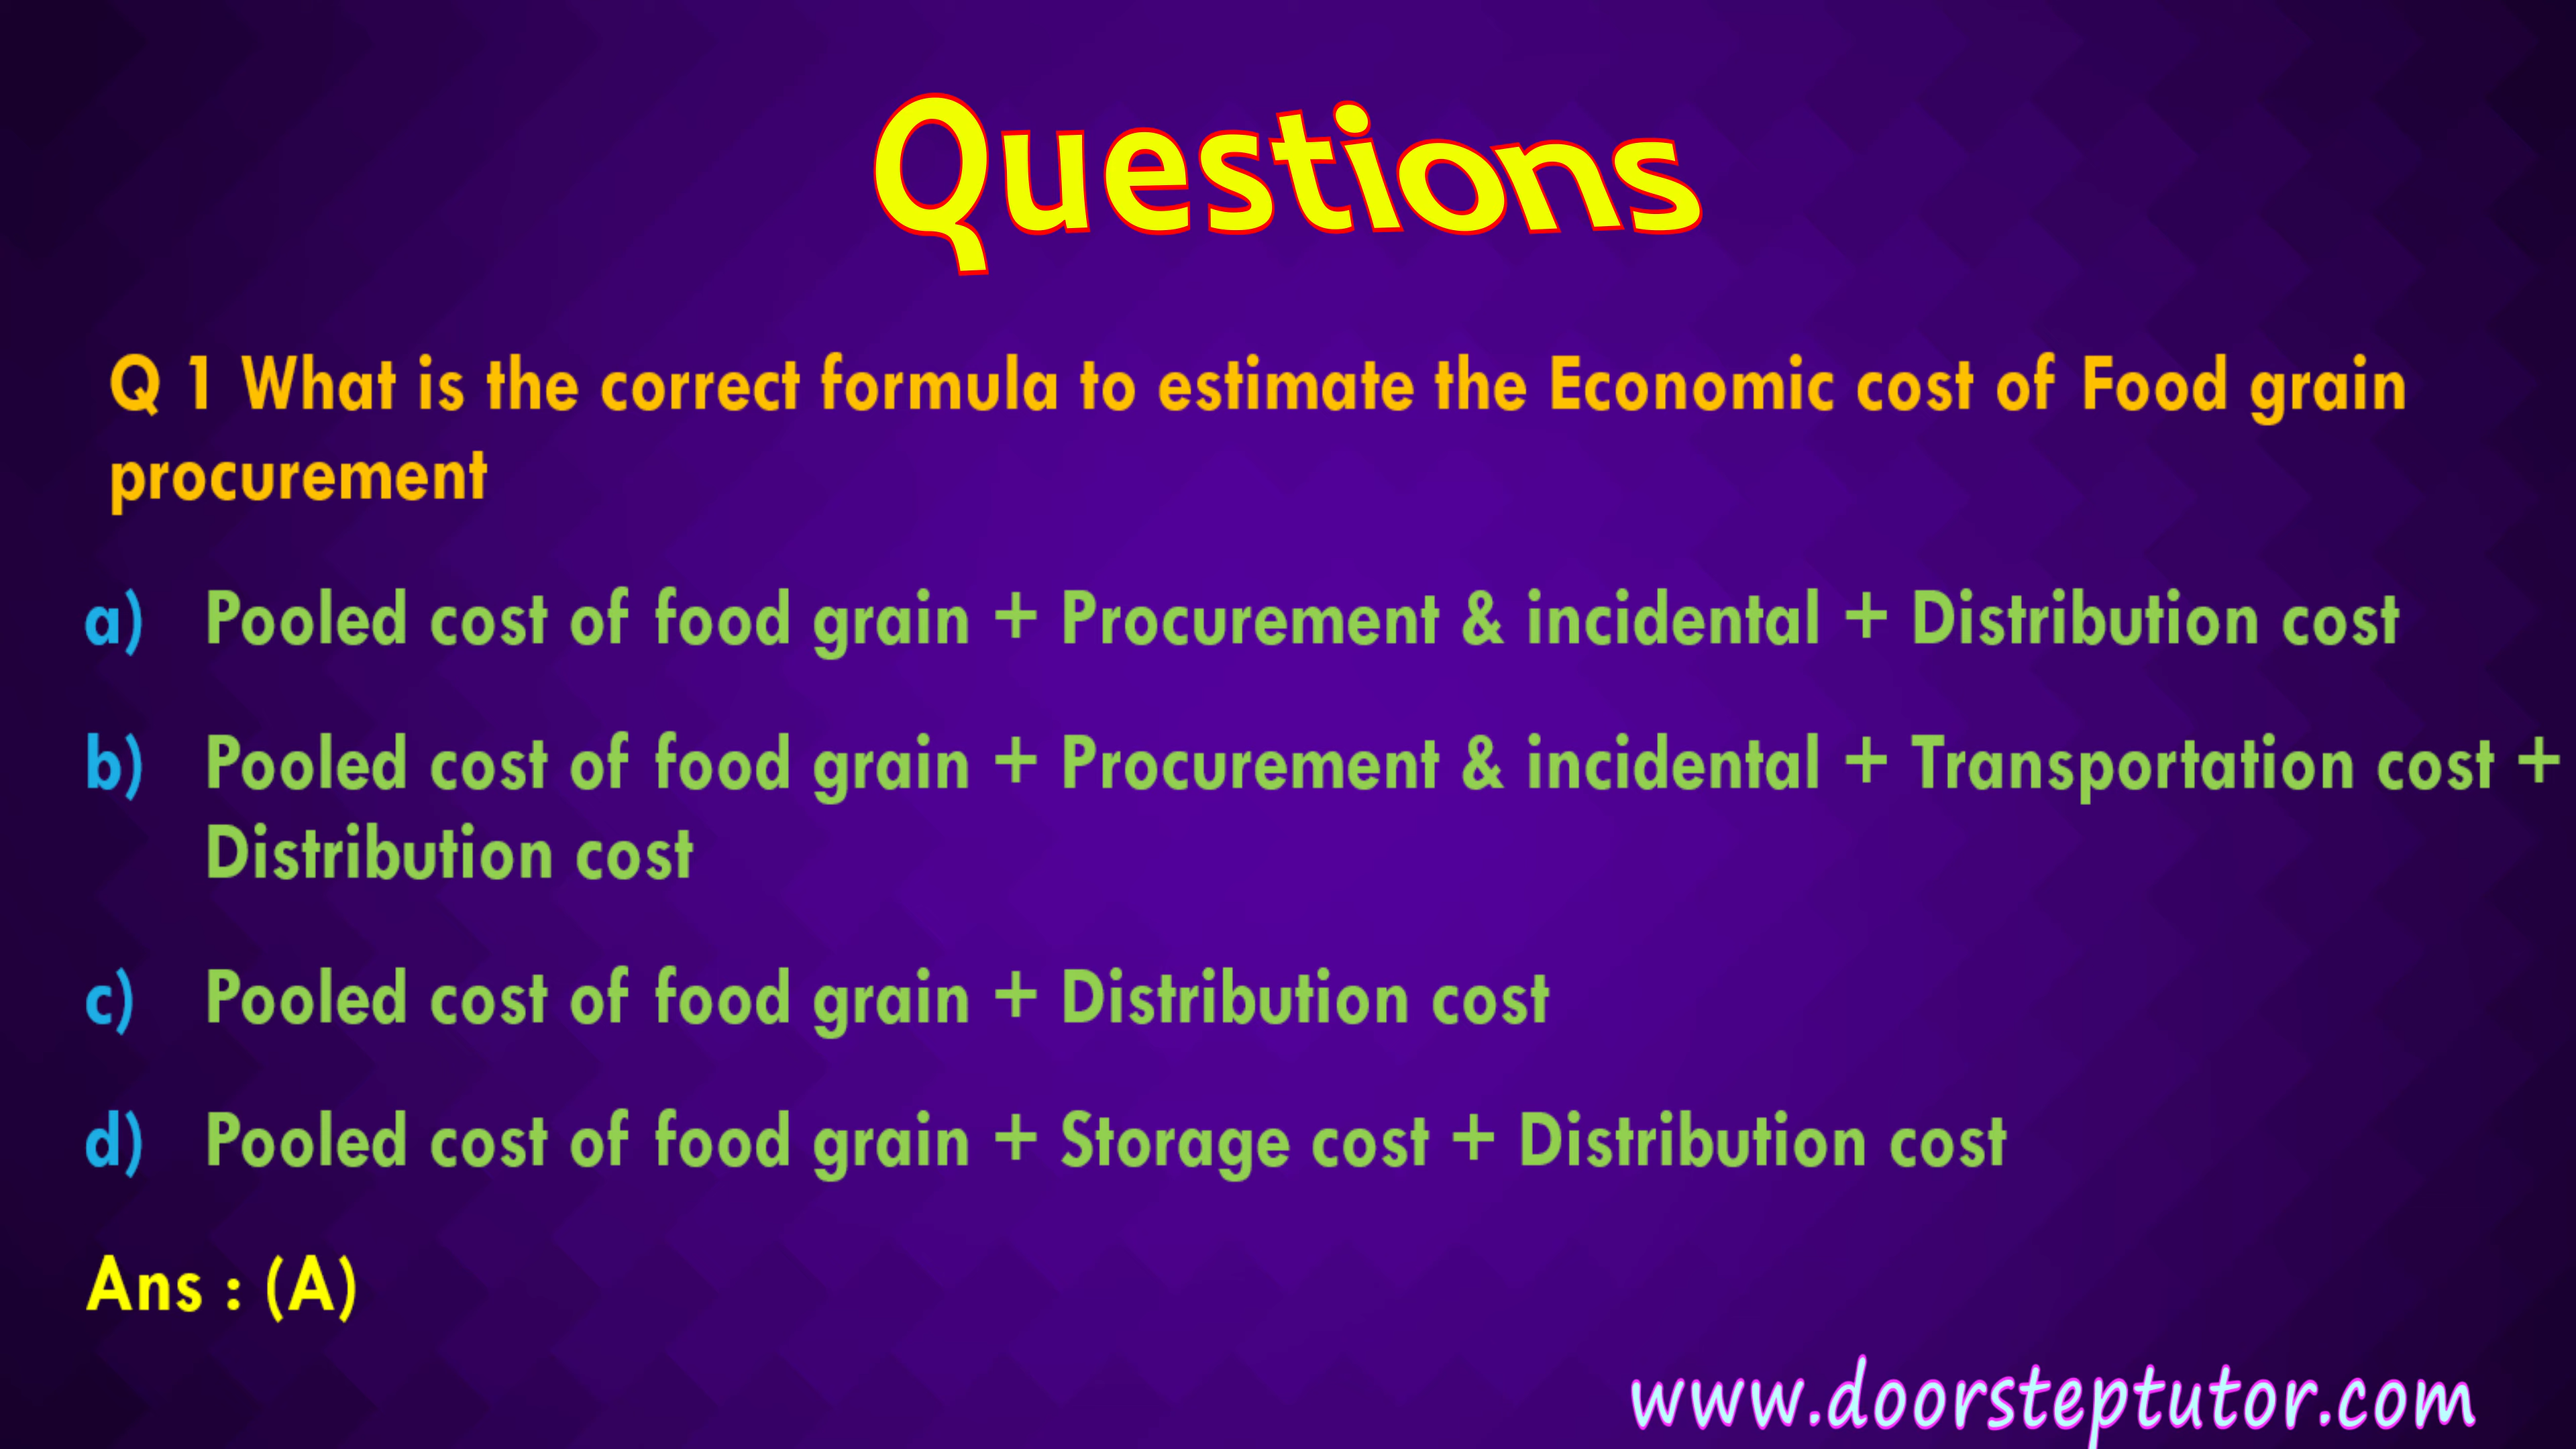 Questions
Q 1 What is the correct formula to estimate the Economic cost of Food grain
procurement
a) Pooled cost of food grain + Procurement & incidental + Distribution cost
b) Pooled cost of food grain + Procurement & incidental + Transportation cost +
Distribution cost
c) Pooled cost of food grain + Distribution cost
d) Pooled cost of food grain + Storage cost + Distribution cost
Ans : (A)
www.doorsteptutor.com